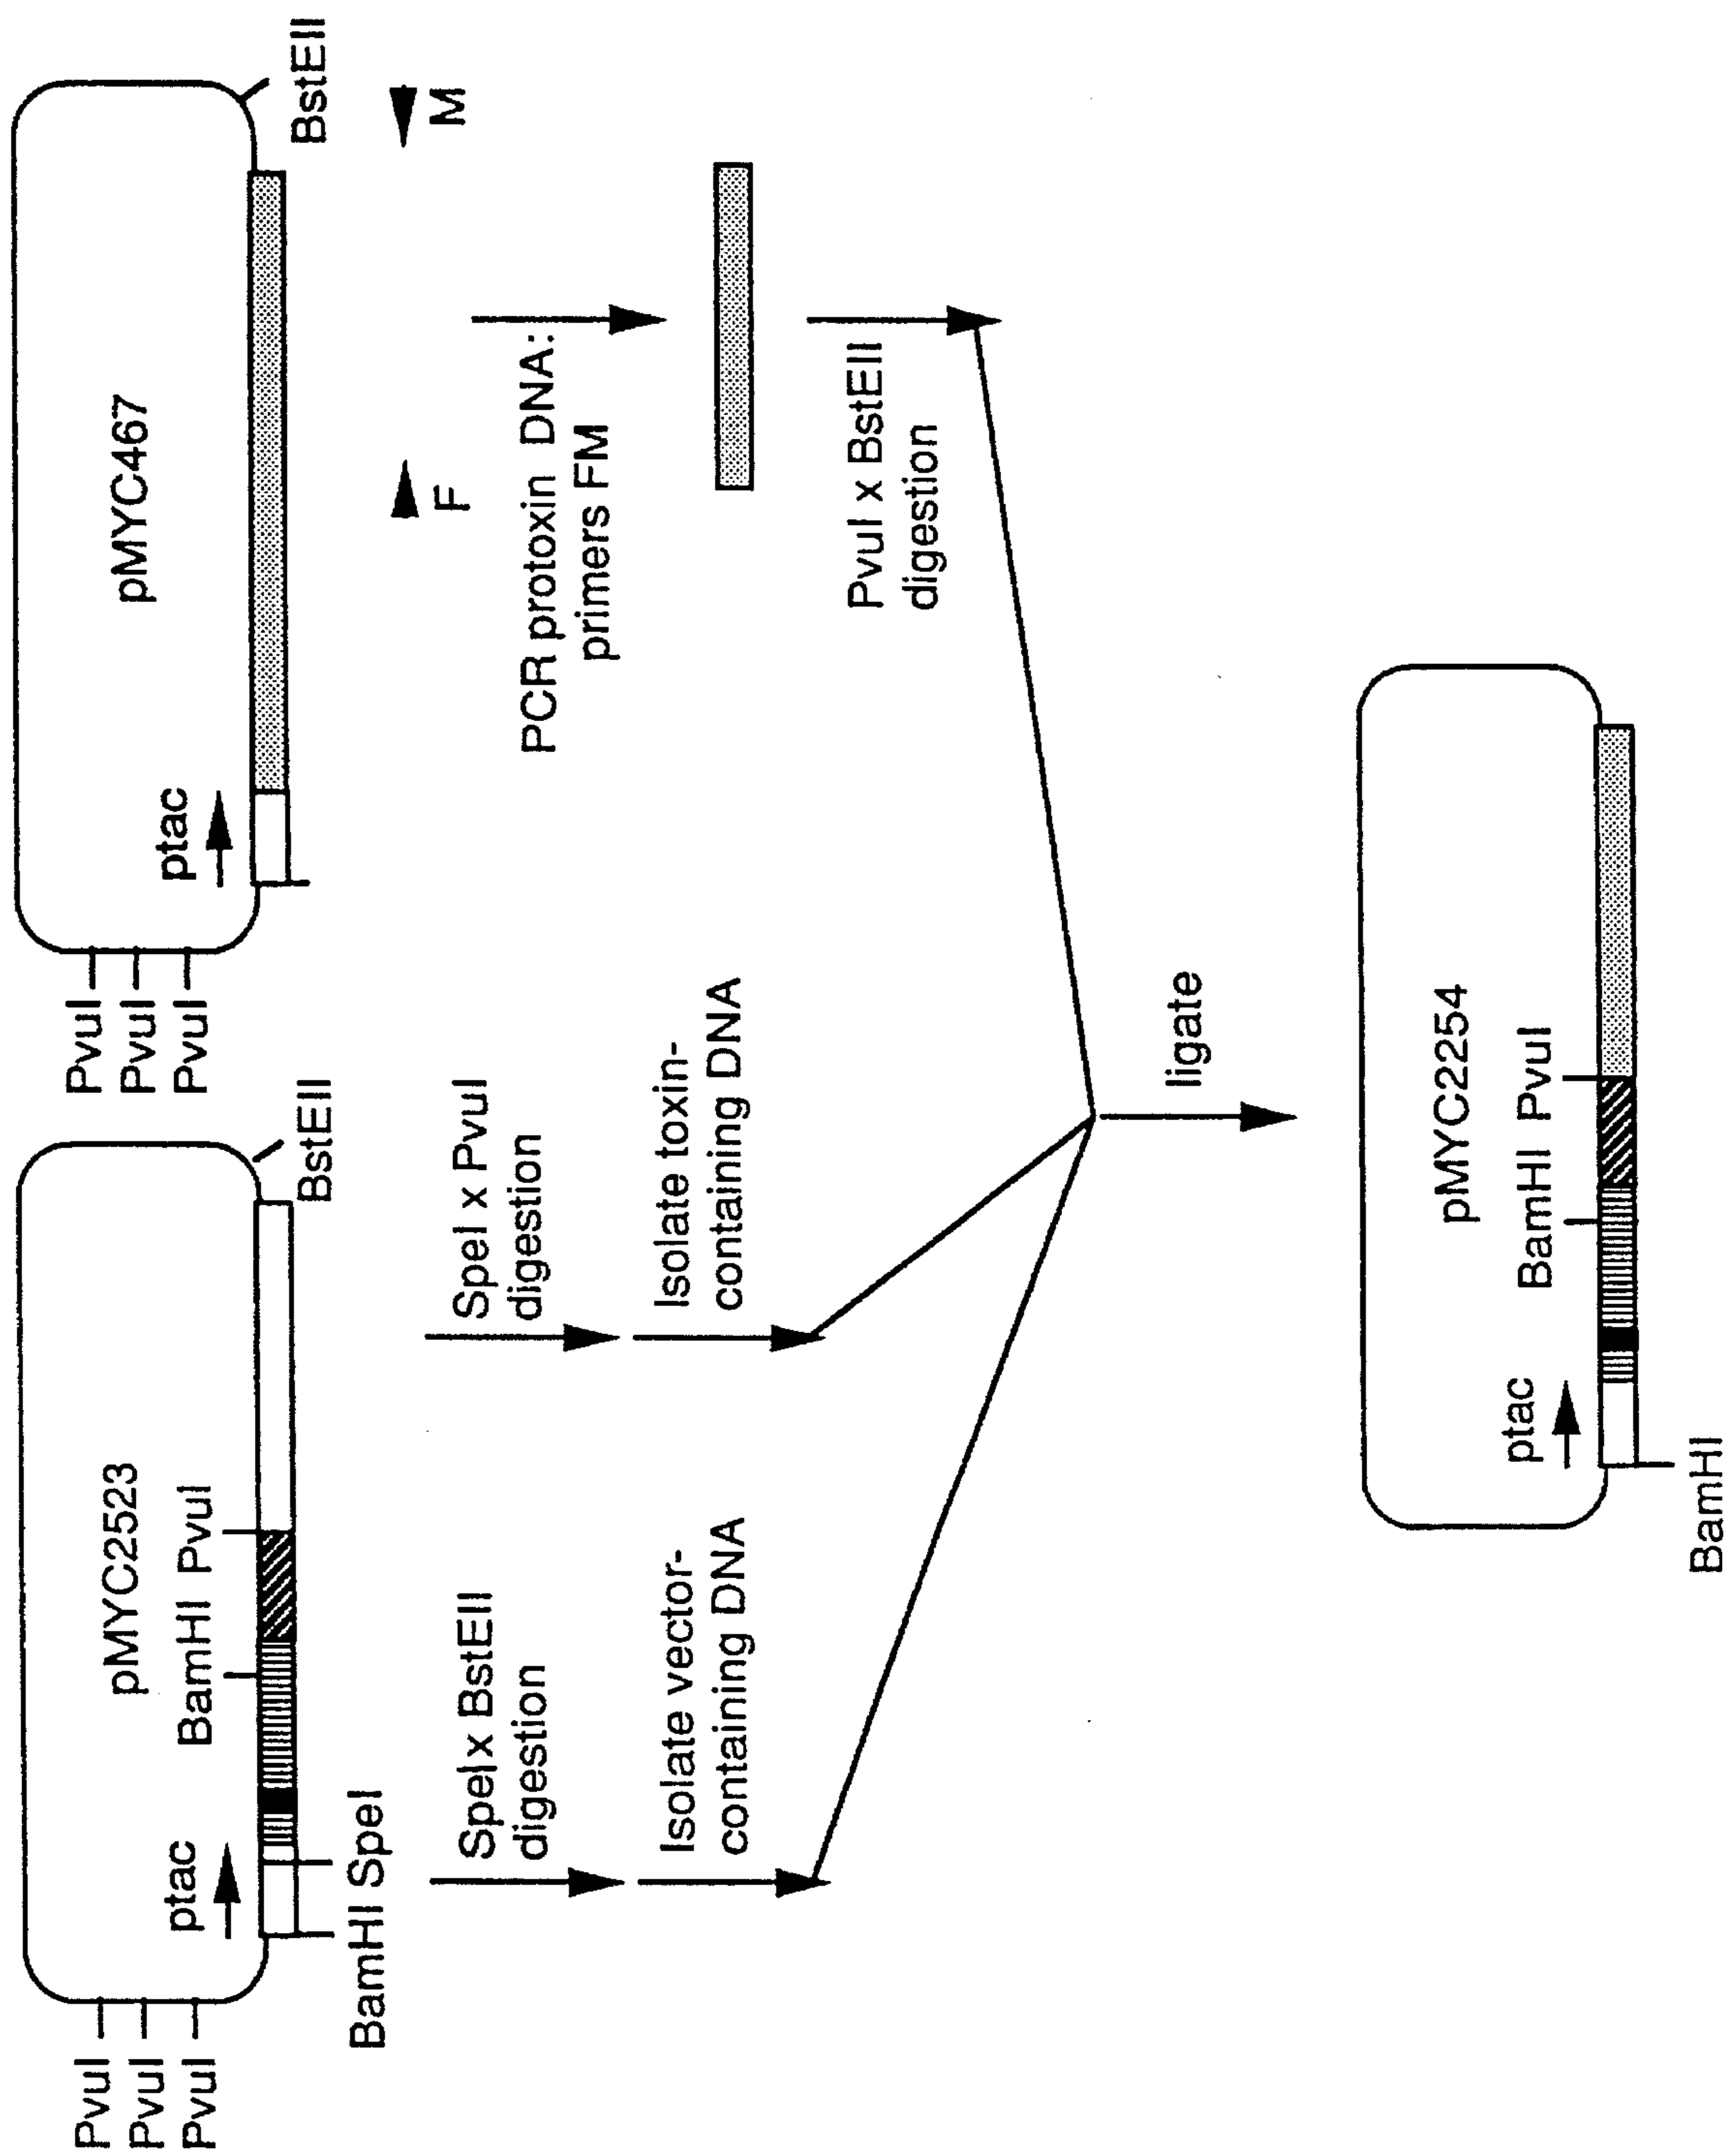 pMYC2523
PvuI
PvuI
PvuI
ptac
BamHI PvuI
BamHI SpeI
BstEII
pMYC467
PvuI
PvuI
PvuI
ptac
BstEII
F
M
SpeI x BstEII
digestion
Isolate vector-
containing DNA
SpeI x PvuI
digestion
Isolate toxin-
containing DNA
PCR protoxin DNA:
primers FM
PvuI x BstEII
digestion
ligate
pMYC2254
ptac
BamHI PvuI
BamHI